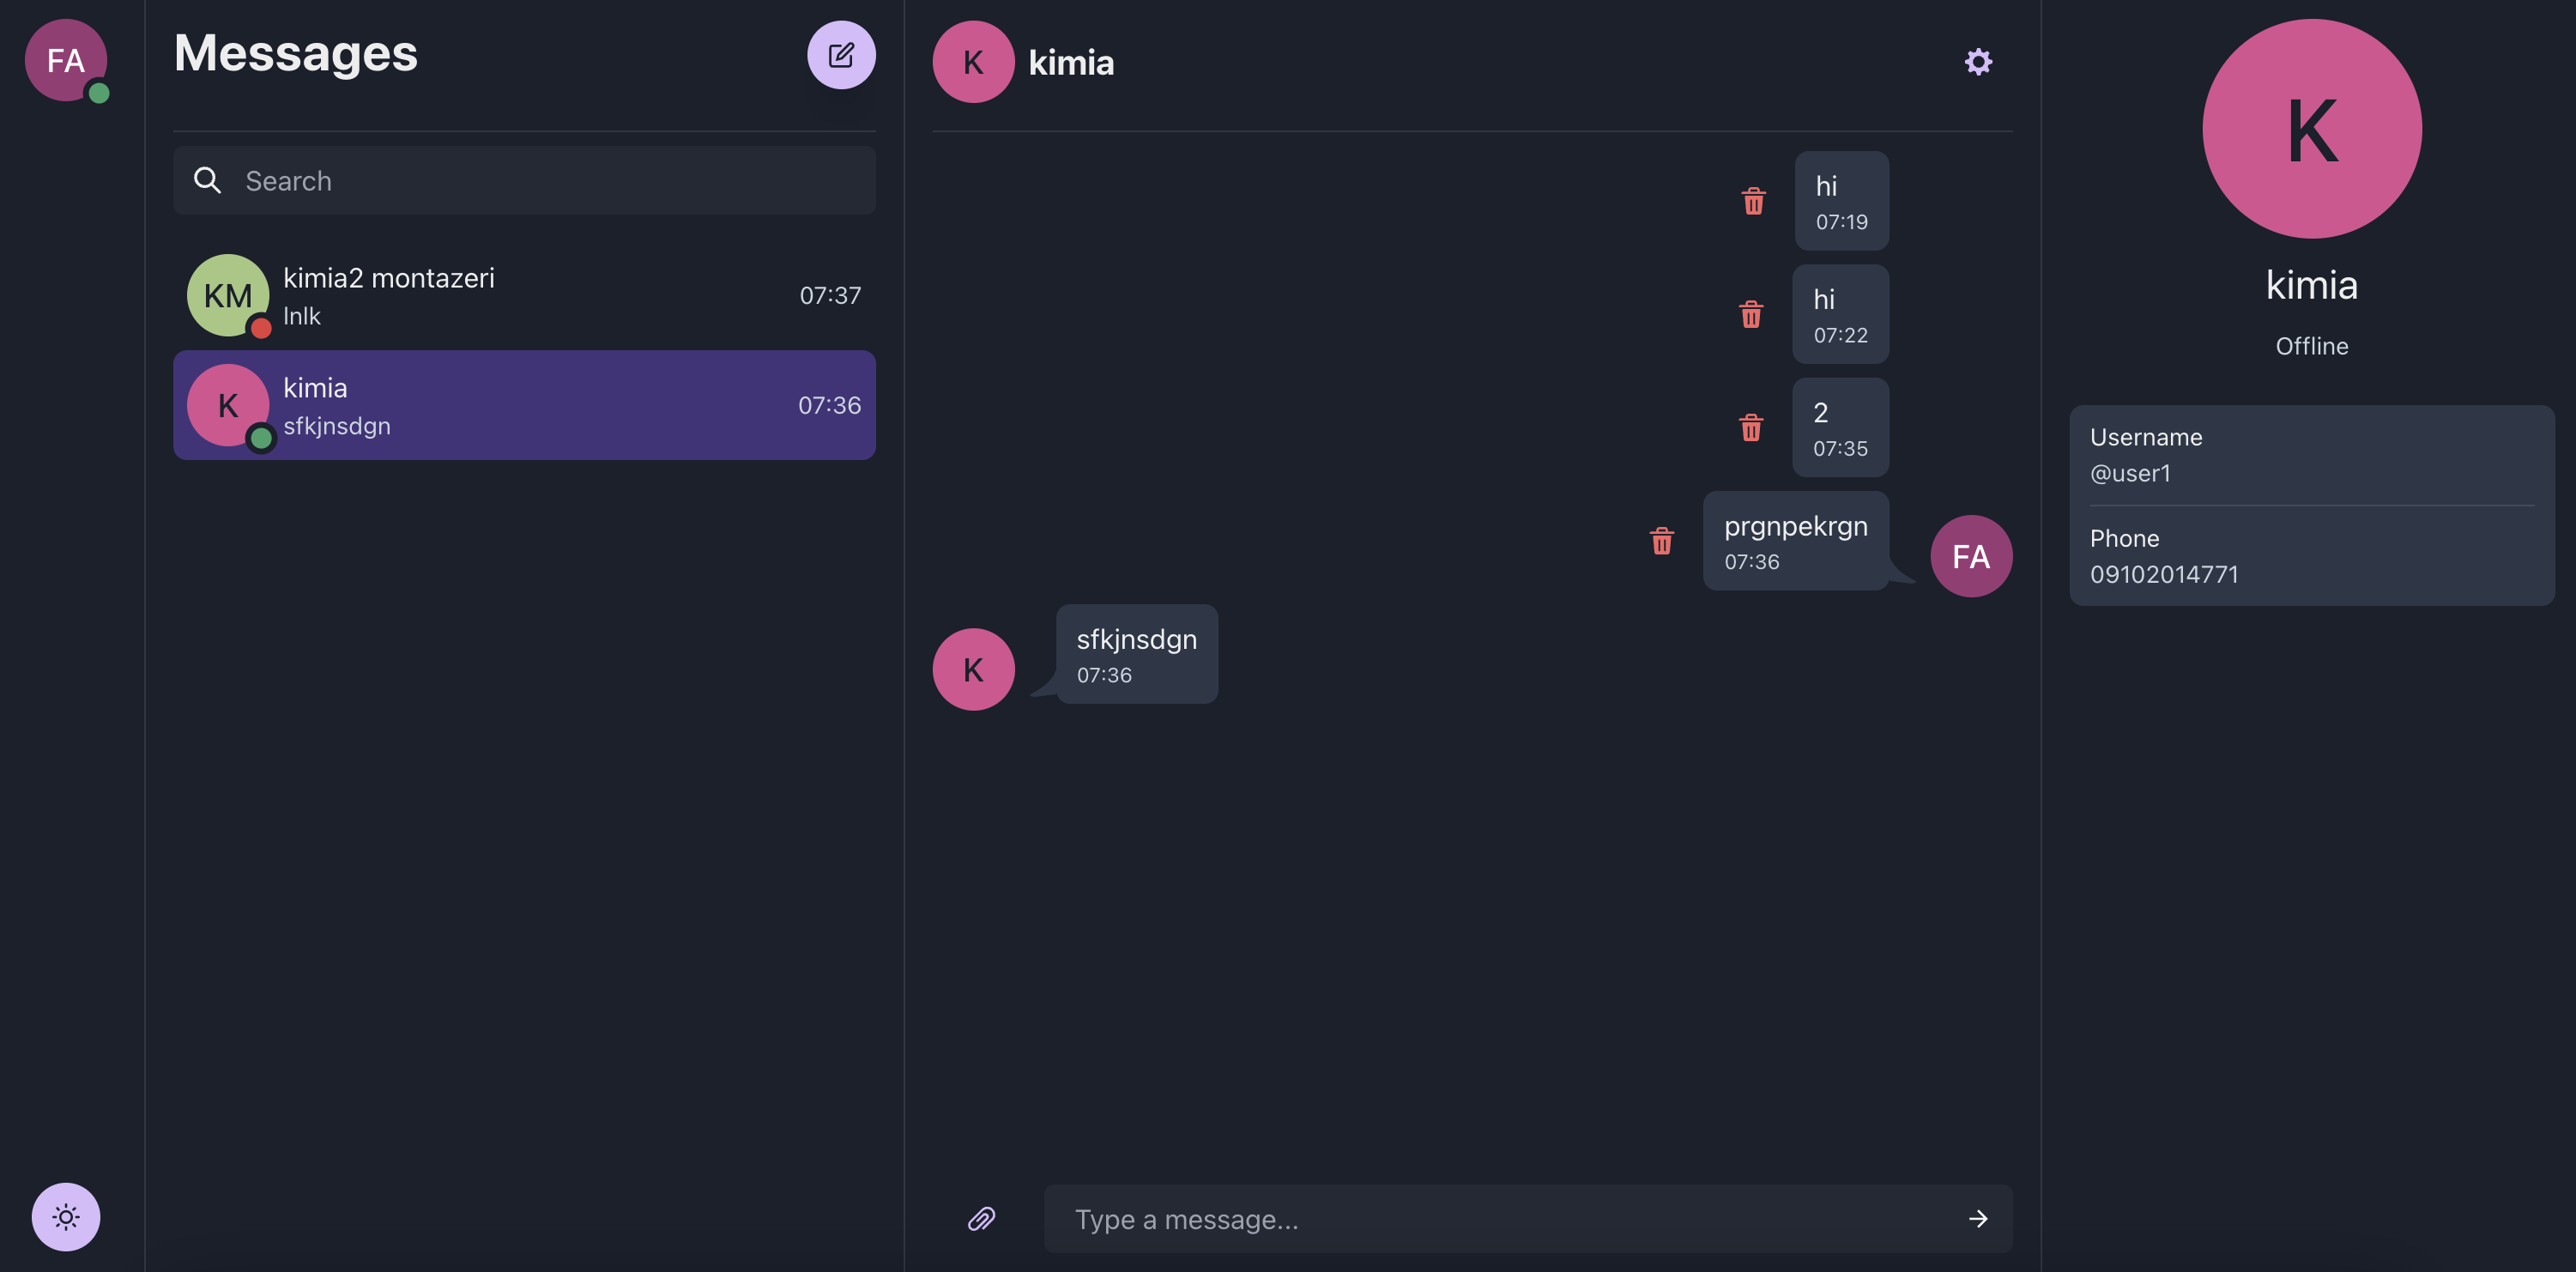 FA
Messages
Search
KM
kimia2 montazeri
lnlk
07:37
K
kimia
sfkjnsdgn
07:36
K
kimia
hi
07:19
hi
07:22
2
07:35
prgnpekrgn
07:36
FA
K
sfkjnsdgn
07:36
Type a message...
K
kimia
Offline
Username
@user1
Phone
09102014771